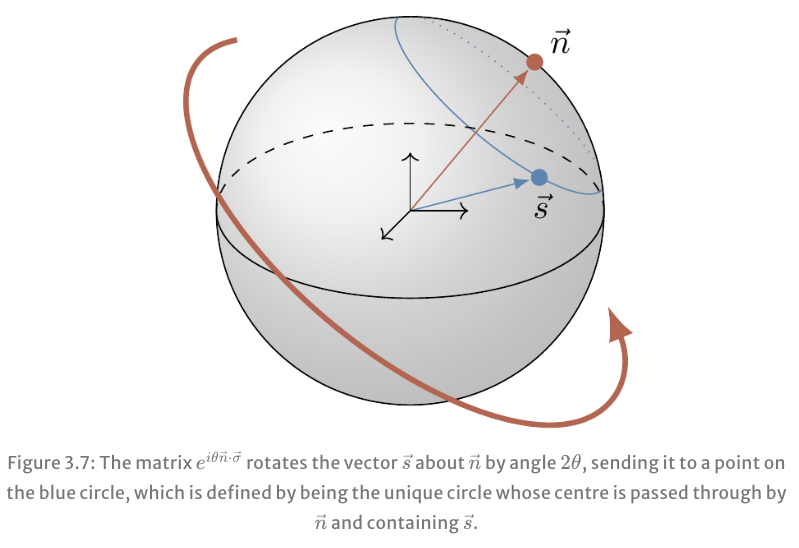 $\vec{n}$
$\vec{s}$
Figure 3.7: The matrix $e^{i\theta\vec{n}\cdot\vec{\sigma}}$ rotates the vector $\vec{s}$ about $\vec{n}$ by angle $2\theta$, sending it to a point on
the blue circle, which is defined by being the unique circle whose centre is passed through by
$\vec{n}$ and containing $\vec{s}$.